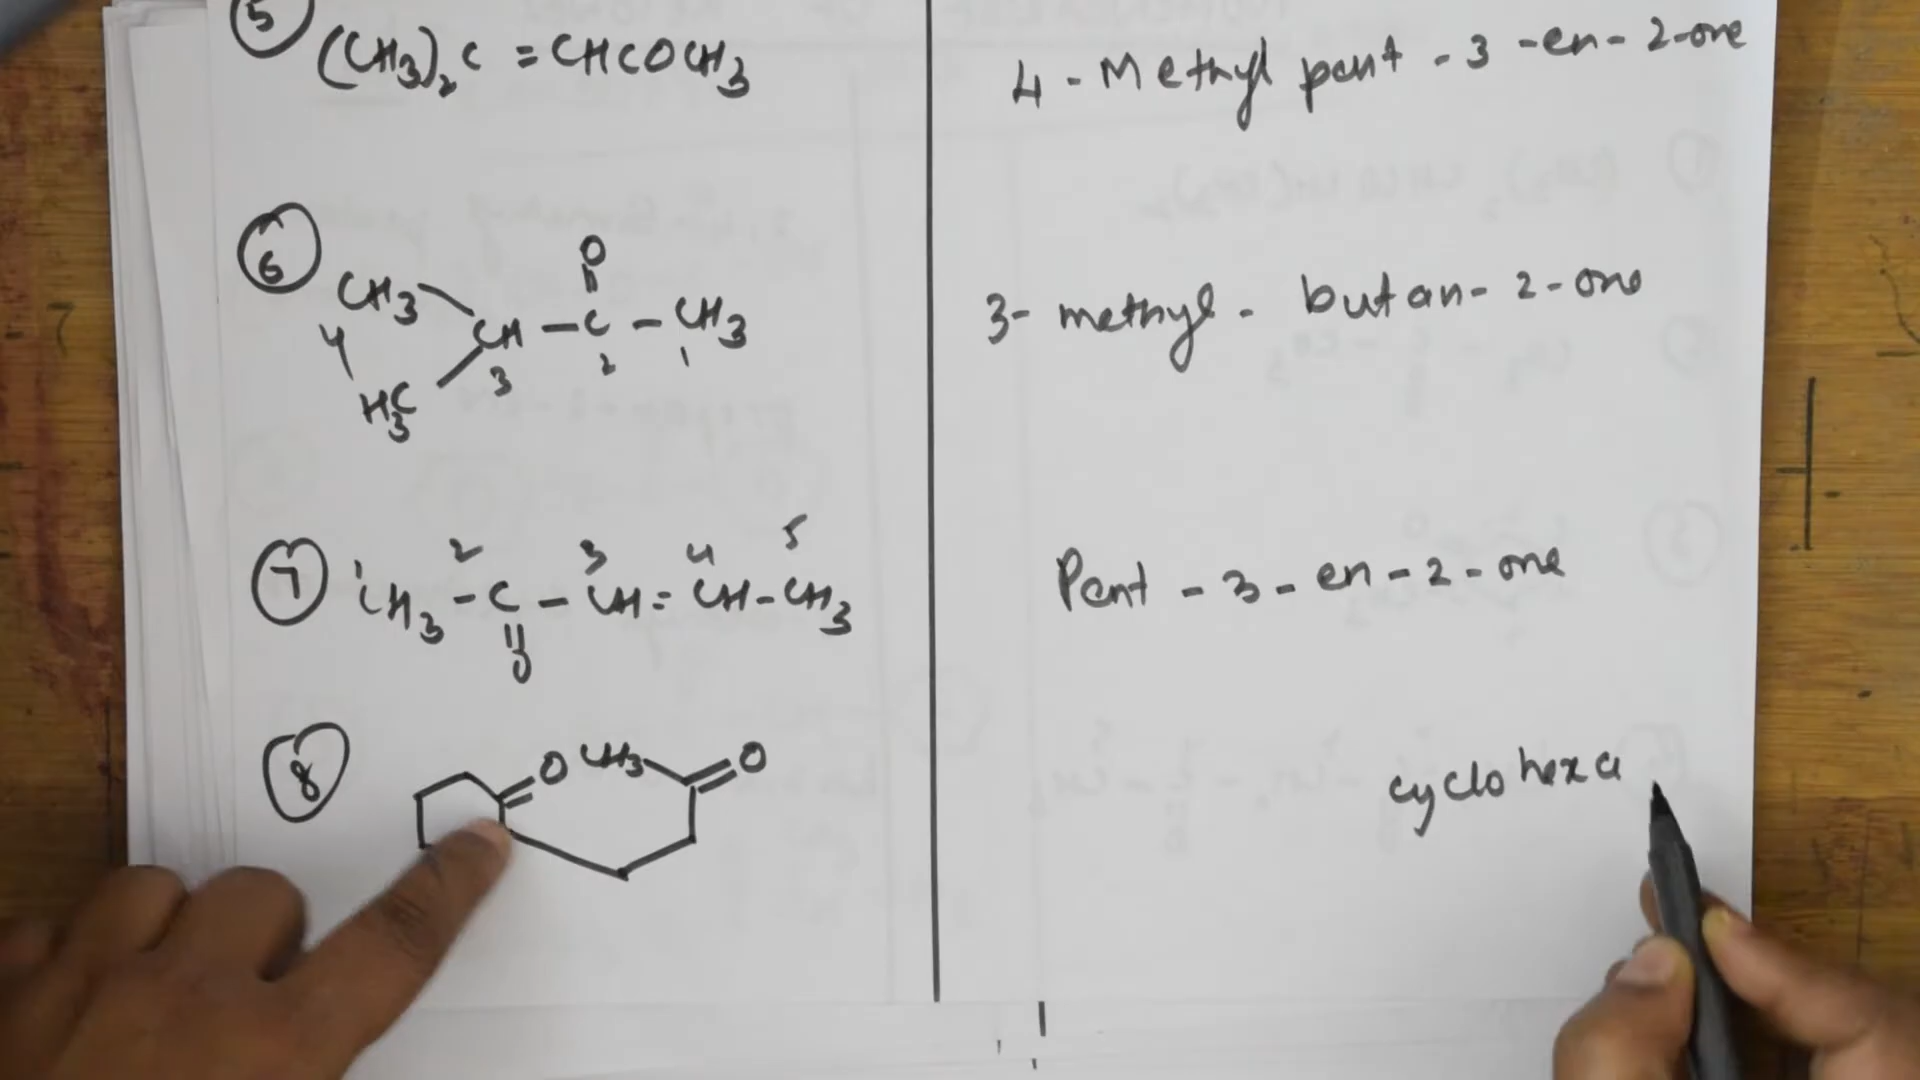 5 (CH3)2C=CHCOCH3 4-Methyl pent-3-en-2-one
6
O
CH3
CH-C-CH3 3-methyl-butan-2-one
4 3 2 1
H3C
1 2 3 4 5
7 CH3-C-CH=CH-CH3 Pent-3-en-2-one
O
8 O CH3 O cyclohexa